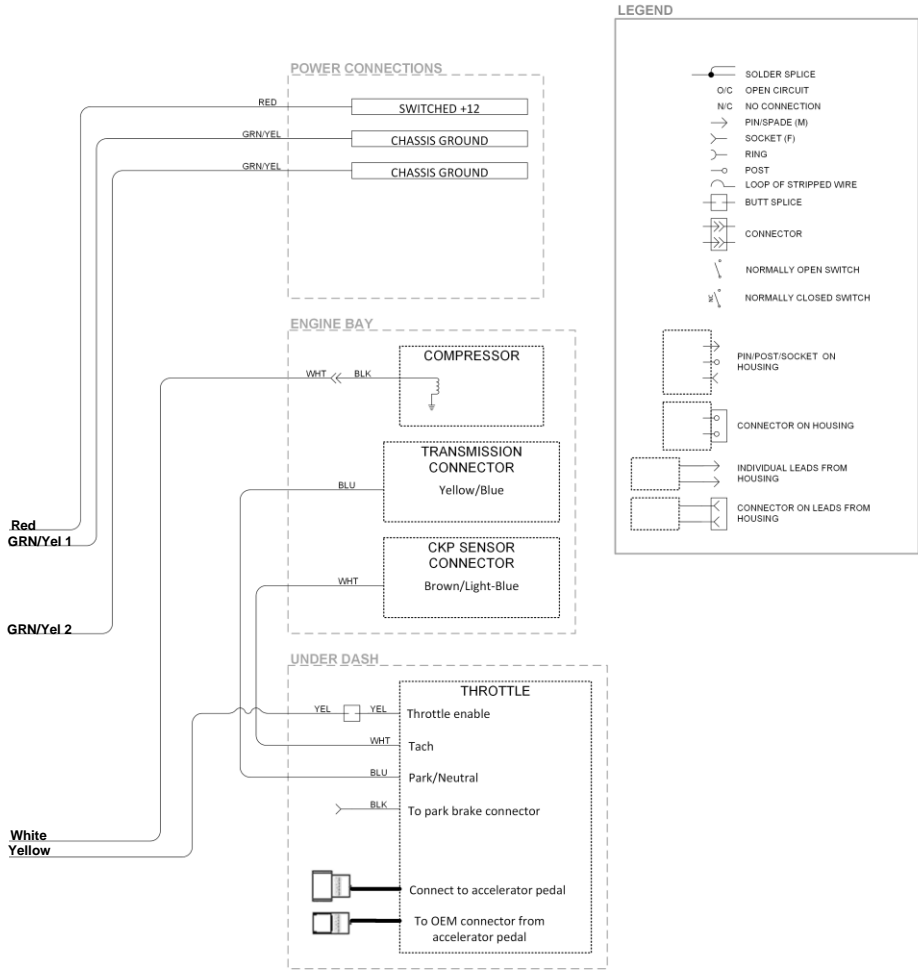 LEGEND
SOLDER SPLICE
O/C OPEN CIRCUIT
N/C NO CONNECTION
PIN/SPADE (M)
SOCKET (F)
RING
POST
LOOP OF STRIPPED WIRE
BUTT SPLICE
CONNECTOR
NORMALLY OPEN SWITCH
N/C NORMALLY CLOSED SWITCH
PIN/POST/SOCKET ON
HOUSING
CONNECTOR ON HOUSING
INDIVIDUAL LEADS FROM
HOUSING
CONNECTOR ON LEADS FROM
HOUSING
POWER CONNECTIONS
RED SWITCHED +12
GRN/YEL CHASSIS GROUND
GRN/YEL CHASSIS GROUND
ENGINE BAY
COMPRESSOR
WHT BLK
TRANSMISSION
CONNECTOR
BLU Yellow/Blue
CKP SENSOR
CONNECTOR
WHT Brown/Light-Blue
Red
GRN/Yel 1
GRN/Yel 2
UNDER DASH
THROTTLE
YEL YEL Throttle enable
WHT Tach
BLU Park/Neutral
BLK To park brake connector
White
Yellow
Connect to accelerator pedal
To OEM connector from
accelerator pedal